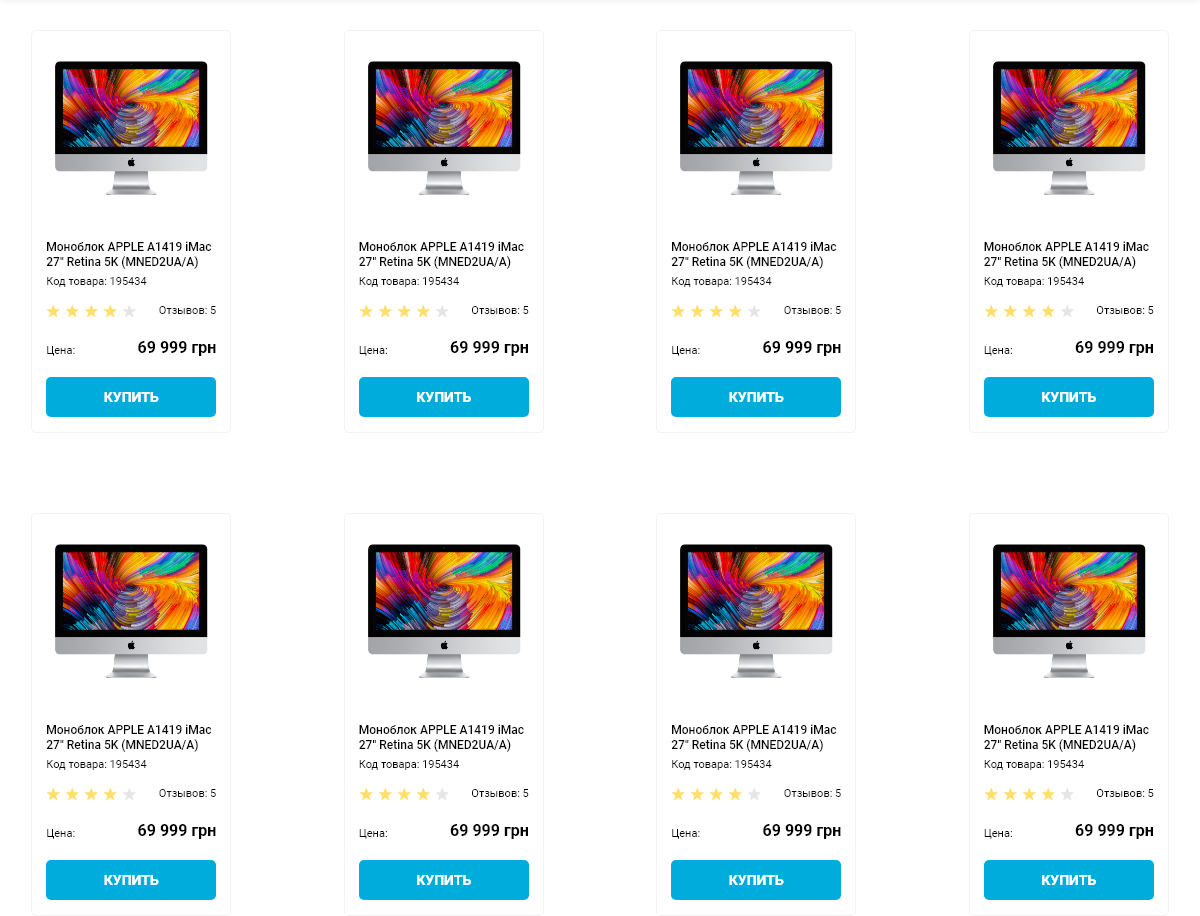 Моноблок APPLE A1419 iMac
27" Retina 5K (MNED2UA/A)
Код товара: 195434
Отзывов: 5
Цена: 69 999 грн
КУПИТЬ
Моноблок APPLE A1419 iMac
27" Retina 5K (MNED2UA/A)
Код товара: 195434
Отзывов: 5
Цена: 69 999 грн
КУПИТЬ
Моноблок APPLE A1419 iMac
27" Retina 5K (MNED2UA/A)
Код товара: 195434
Отзывов: 5
Цена: 69 999 грн
КУПИТЬ
Моноблок APPLE A1419 iMac
27" Retina 5K (MNED2UA/A)
Код товара: 195434
Отзывов: 5
Цена: 69 999 грн
КУПИТЬ
Моноблок APPLE A1419 iMac
27" Retina 5K (MNED2UA/A)
Код товара: 195434
Отзывов: 5
Цена: 69 999 грн
КУПИТЬ
Моноблок APPLE A1419 iMac
27" Retina 5K (MNED2UA/A)
Код товара: 195434
Отзывов: 5
Цена: 69 999 грн
КУПИТЬ
Моноблок APPLE A1419 iMac
27" Retina 5K (MNED2UA/A)
Код товара: 195434
Отзывов: 5
Цена: 69 999 грн
КУПИТЬ
Моноблок APPLE A1419 iMac
27" Retina 5K (MNED2UA/A)
Код товара: 195434
Отзывов: 5
Цена: 69 999 грн
КУПИТЬ